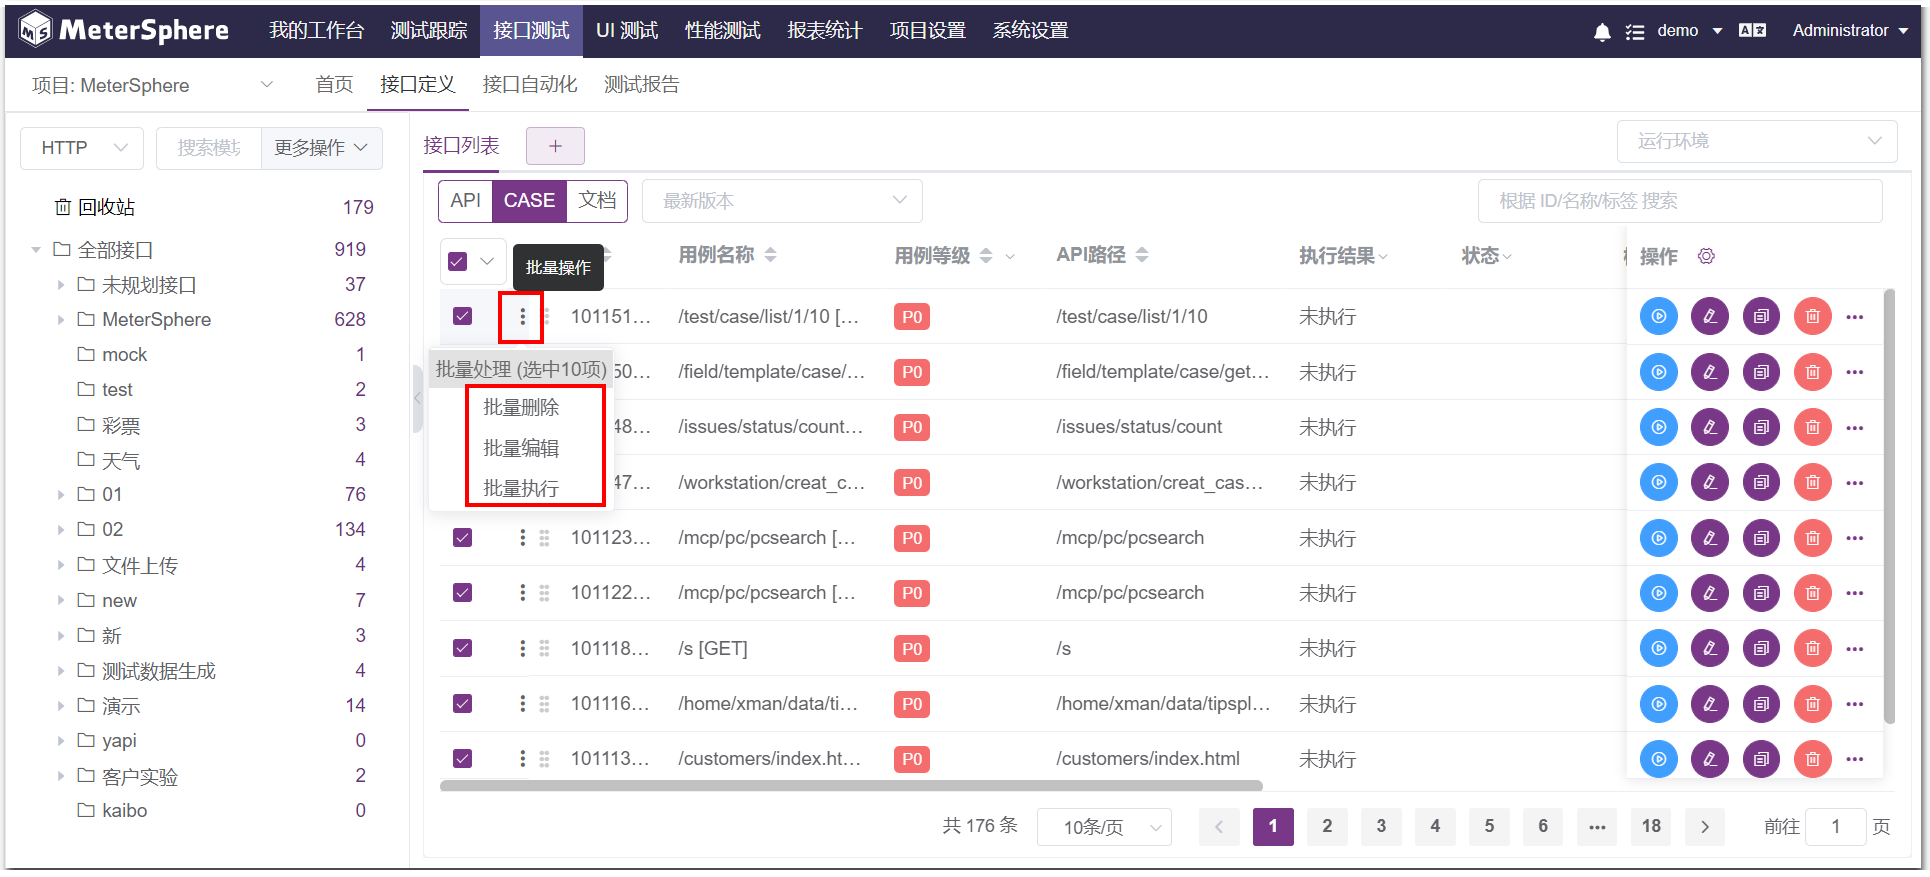 MeterSphere 我的工作台 测试跟踪 接口测试 UI 测试 性能测试 报表统计 项目设置 系统设置 demo Administrator
项目: MeterSphere 首页 接口定义 接口自动化 测试报告
HTTP 搜索模块 更多操作
回收站 179
全部接口 919
未规划接口 37
MeterSphere 628
mock 1
test 2
彩票 3
天气 4
01 76
02 134
文件上传 4
new 7
新 3
测试数据生成 4
演示 14
yapi 0
客户实验 2
kaibo 0
接口列表 + 运行环境
API CASE 文档 最新版本 根据 ID/名称/标签 搜索
批量操作 用例名称 用例等级 API路径 执行结果 状态 操作
101151... /test/case/list/1/10 [... P0 /test/case/list/1/10 未执行
批量处理 (选中10项) 50... /field/template/case/... P0 /field/template/case/get... 未执行
批量删除
48... /issues/status/count... P0 /issues/status/count 未执行
批量编辑
47... /workstation/creat_c... P0 /workstation/creat_cas... 未执行
批量执行
101123... /mcp/pc/pcsearch [... P0 /mcp/pc/pcsearch 未执行
101122... /mcp/pc/pcsearch [... P0 /mcp/pc/pcsearch 未执行
101118... /s [GET] P0 /s 未执行
101116... /home/xman/data/ti... P0 /home/xman/data/tipspl... 未执行
101113... /customers/index.ht... P0 /customers/index.html 未执行
共 176 条 10条/页 1 2 3 4 5 6 ... 18 前往 1 页